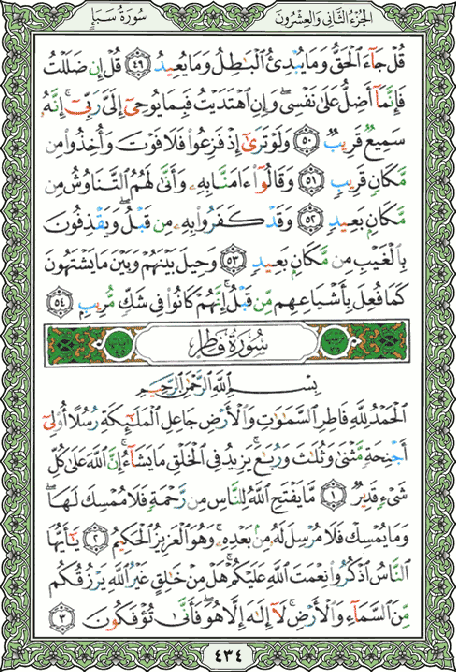 الجزء الثاني والعشرون
سورة سبإ
قُلْ جَآءَ ٱلْحَقُّ وَمَا يُبْدِئُ ٱلْبَٰطِلُ وَمَا يُعِيدُ ٤٩ قُلْ إِن ضَلَلْتُ
فَإِنَّمَآ أَضِلُّ عَلَىٰ نَفْسِى ۖ وَإِنِ ٱهْتَدَيْتُ فَبِمَا يُوحِىٓ إِلَىَّ رَبِّىٓ ۚ إِنَّهُۥ
سَمِيعٌ قَرِيبٌ ٥٠ وَلَوْ تَرَىٰٓ إِذْ فَزِعُوا۟ فَلَا فَوْتَ وَأُخِذُوا۟ مِن
مَّكَانٍ قَرِيبٍ ٥١ وَقَالُوٓا۟ ءَامَنَّا بِهِۦ وَأَنَّىٰ لَهُمُ ٱلتَّنَاوُشُ مِن
مَّكَانٍۭ بَعِيدٍ ٥٢ وَقَدْ كَفَرُوا۟ بِهِۦ مِن قَبْلُ ۖ وَيَقْذِفُونَ
بِٱلْغَيْبِ مِن مَّكَانٍۭ بَعِيدٍ ٥٣ وَحِيلَ بَيْنَهُمْ وَبَيْنَ مَا يَشْتَهُونَ
كَمَا فُعِلَ بِأَشْيَاعِهِم مِّن قَبْلُ ۚ إِنَّهُمْ كَانُوا۟ فِى شَكٍّ مُّرِيبٍۭ ٥٤
سورة فاطر
بِسْمِ ٱللَّهِ ٱلرَّحْمَٰنِ ٱلرَّحِيمِ
ٱلْحَمْدُ لِلَّهِ فَاطِرِ ٱلسَّمَٰوَٰتِ وَٱلْأَرْضِ جَاعِلِ ٱلْمَلَٰٓئِكَةِ رُسُلًا أُو۟لِىٓ
أَجْنِحَةٍ مَّثْنَىٰ وَثُلَٰثَ وَرُبَٰعَ ۚ يَزِيدُ فِى ٱلْخَلْقِ مَا يَشَآءُ ۚ إِنَّ ٱللَّهَ عَلَىٰ كُلِّ
شَىْءٍ قَدِيرٌ ١ مَّا يَفْتَحِ ٱللَّهُ لِلنَّاسِ مِن رَّحْمَةٍ فَلَا مُمْسِكَ لَهَا ۖ
وَمَا يُمْسِكْ فَلَا مُرْسِلَ لَهُۥ مِنۢ بَعْدِهِۦ ۚ وَهُوَ ٱلْعَزِيزُ ٱلْحَكِيمُ ٢ يَٰٓأَيُّهَا
ٱلنَّاسُ ٱذْكُرُوا۟ نِعْمَتَ ٱللَّهِ عَلَيْكُمْ ۚ هَلْ مِنْ خَٰلِقٍ غَيْرُ ٱللَّهِ يَرْزُقُكُم
مِّنَ ٱلسَّمَآءِ وَٱلْأَرْضِ ۚ لَآ إِلَٰهَ إِلَّا هُوَ ۖ فَأَنَّىٰ تُؤْفَكُونَ ٣
٤٣٤